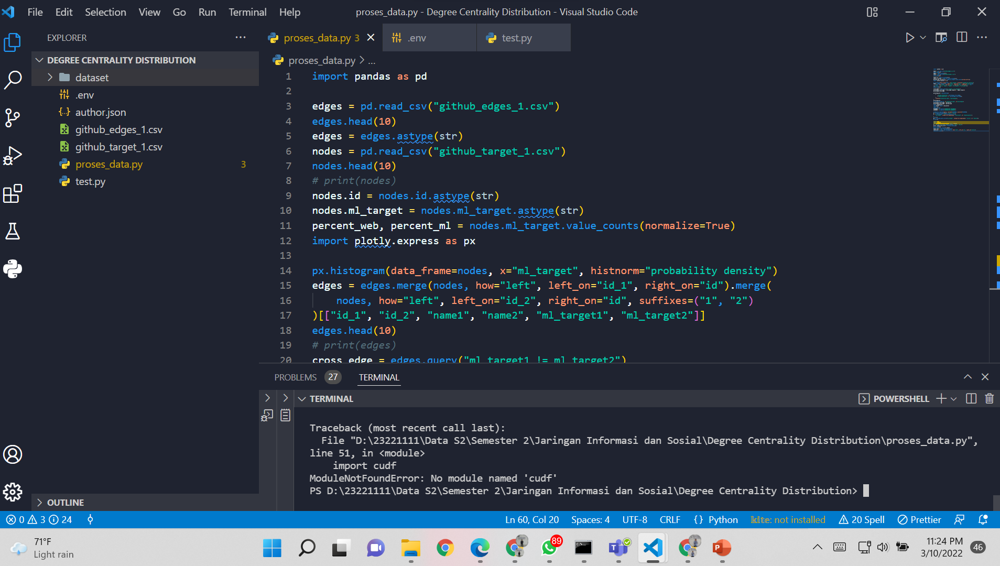 File Edit Selection View Go Run Terminal Help proses_data.py - Degree Centrality Distribution - Visual Studio Code
EXPLORER
DEGREE CENTRALITY DISTRIBUTION
dataset
.env
author.json
github_edges_1.csv
github_target_1.csv
proses_data.py 3
test.py
OUTLINE
proses_data.py 3 .env test.py
proses_data.py > ...
1 import pandas as pd
2
3 edges = pd.read_csv("github_edges_1.csv")
4 edges.head(10)
5 edges = edges.astype(str)
6 nodes = pd.read_csv("github_target_1.csv")
7 nodes.head(10)
8 # print(nodes)
9 nodes.id = nodes.id.astype(str)
10 nodes.ml_target = nodes.ml_target.astype(str)
11 percent_web, percent_ml = nodes.ml_target.value_counts(normalize=True)
12 import plotly.express as px
13
14 px.histogram(data_frame=nodes, x="ml_target", histnorm="probability density")
15 edges = edges.merge(nodes, how="left", left_on="id_1", right_on="id").merge(
16 nodes, how="left", left_on="id_2", right_on="id", suffixes=("1", "2")
17 )[["id_1", "id_2", "name1", "name2", "ml_target1", "ml_target2"]]
18 edges.head(10)
19 # print(edges)
20 cross_edge = edges.query("ml_target1 != ml_target2")
PROBLEMS 27 TERMINAL
TERMINAL POWERSHELL
Traceback (most recent call last):
File "D:\23221111\Data S2\Semester 2\Jaringan Informasi dan Sosial\Degree Centrality Distribution\proses_data.py",
line 51, in <module>
import cudf
ModuleNotFoundError: No module named 'cudf'
PS D:\23221111\Data S2\Semester 2\Jaringan Informasi dan Sosial\Degree Centrality Distribution>
0 3 24 Ln 60, Col 20 Spaces: 4 UTF-8 CRLF {} Python kite: not installed 20 Spell Prettier
71°F
Light rain
89
11:24 PM
3/10/2022
46